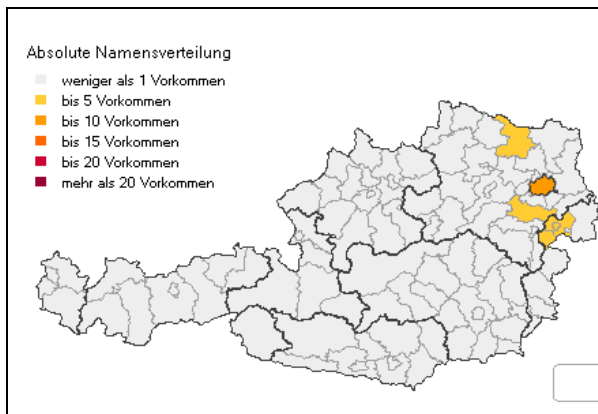 Absolute Namensverteilung
weniger als 1 Vorkommen
bis 5 Vorkommen
bis 10 Vorkommen
bis 15 Vorkommen
bis 20 Vorkommen
mehr als 20 Vorkommen